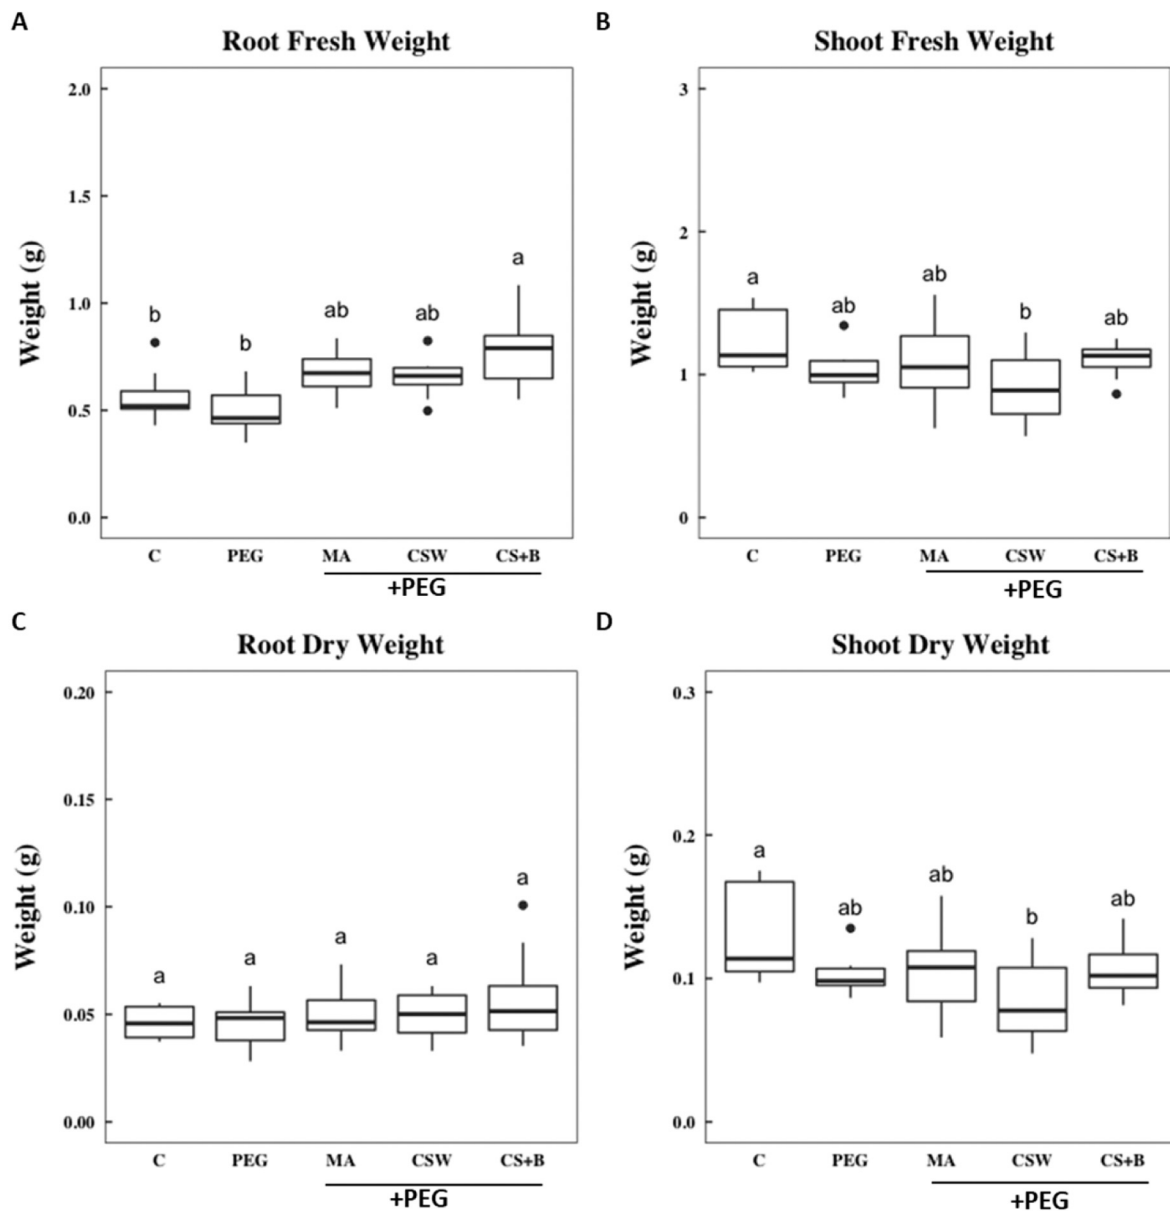 A
Root Fresh Weight
Weight (g)
2.0
1.5
1.0
0.5
0.0
b
b
ab
ab
a
C PEG MA CSW CS+B
+PEG
B
Shoot Fresh Weight
Weight (g)
3
2
1
0
a
ab
ab
b
ab
C PEG MA CSW CS+B
+PEG
C
Root Dry Weight
Weight (g)
0.20
0.15
0.10
0.05
0.00
a
a
a
a
a
C PEG MA CSW CS+B
+PEG
D
Shoot Dry Weight
Weight (g)
0.3
0.2
0.1
0.0
a
ab
ab
b
ab
C PEG MA CSW CS+B
+PEG